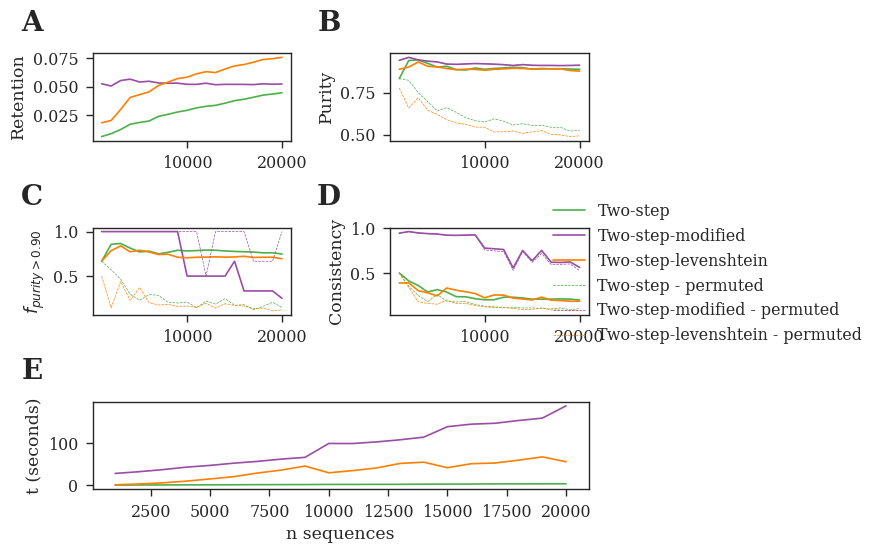 A
B
Retention
0.075
0.050
0.025
10000
20000
Purity
0.75
0.50
10000
20000
C
D
f_{purity>0.90}
1.0
0.5
10000
20000
Consistency
1.0
0.5
10000
20000
Two-step
Two-step-modified
Two-step-levenshtein
Two-step - permuted
Two-step-modified - permuted
Two-step-levenshtein - permuted
E
t (seconds)
100
0
2500
5000
7500
10000
12500
15000
17500
20000
n sequences